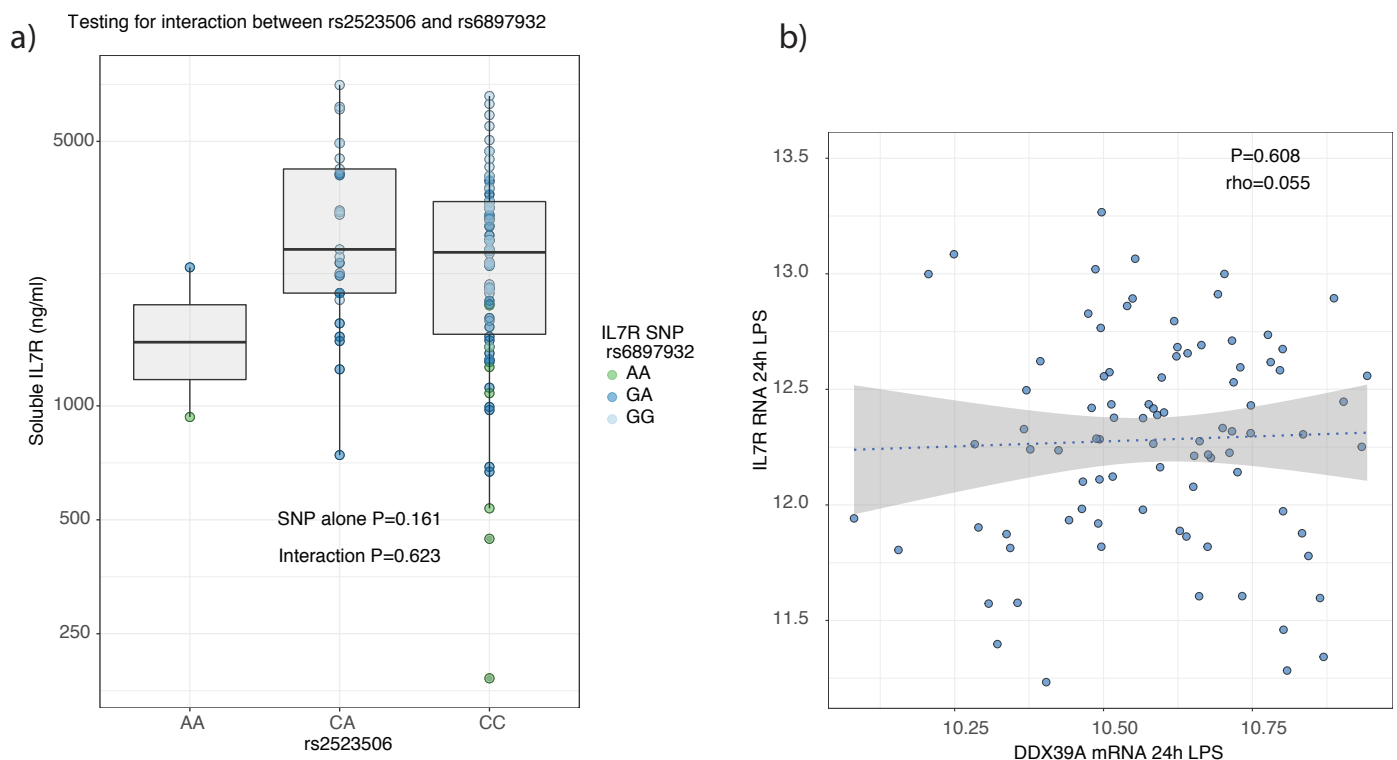 Testing for interaction between rs2523506 and rs6897932
a)
Soluble IL7R (ng/ml)
5000
1000
500
250
SNP alone P=0.161
Interaction P=0.623
AA
CA
CC
rs2523506
IL7R SNP
rs6897932
AA
GA
GG
b)
IL7R RNA 24h LPS
13.5
13.0
12.5
12.0
11.5
P=0.608
rho=0.055
10.25
10.50
10.75
DDX39A mRNA 24h LPS